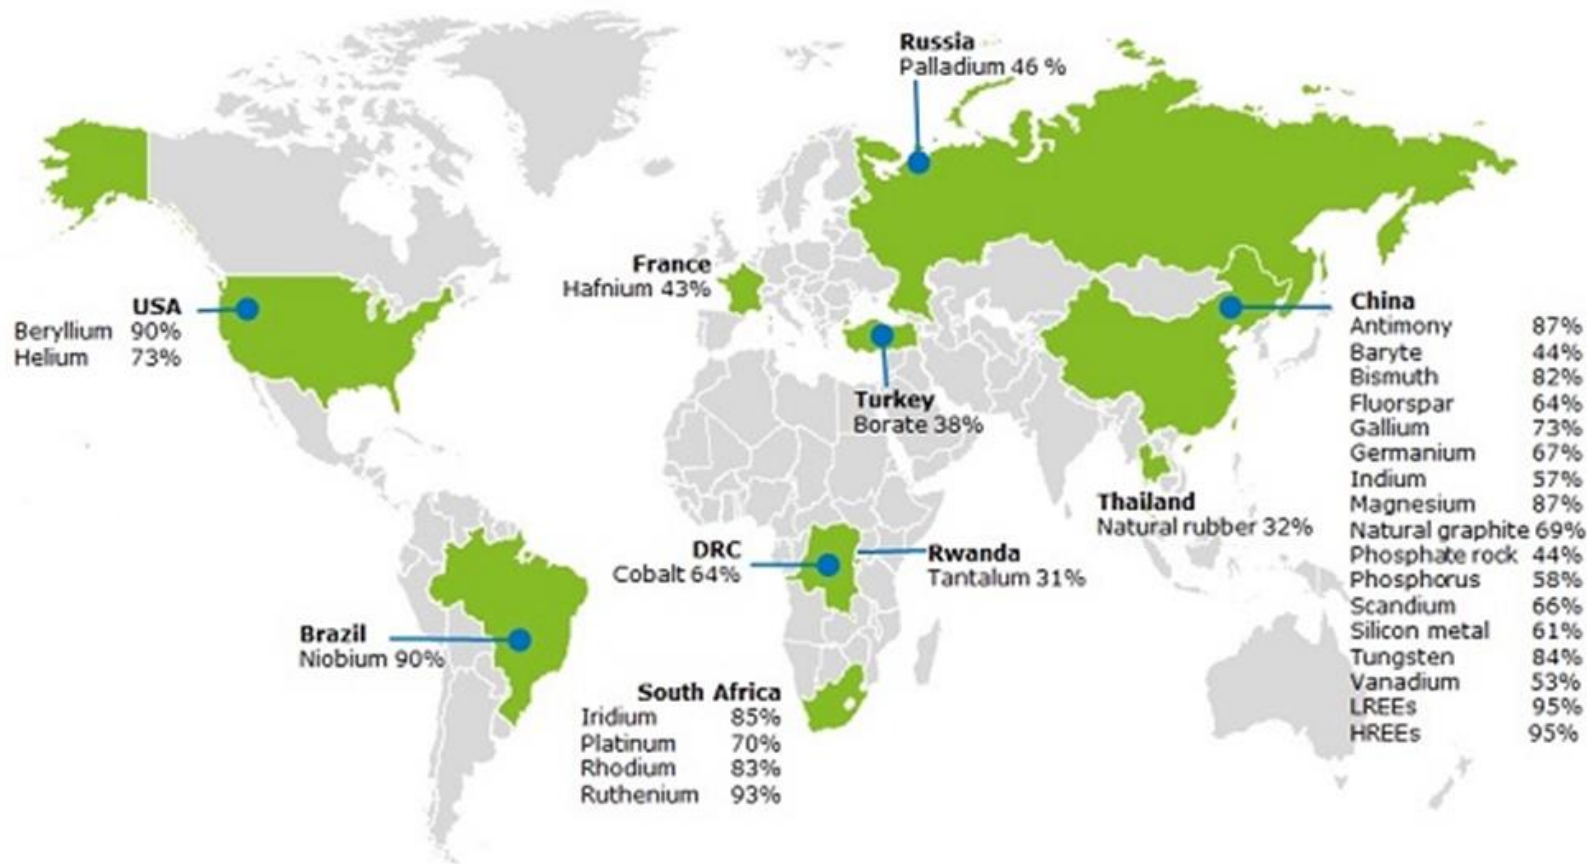 Russia
Palladium 46 %
France
Hafnium 43%
USA
Beryllium 90%
Helium 73%
Turkey
Borate 38%
China
Antimony 87%
Baryte 44%
Bismuth 82%
Fluorspar 64%
Gallium 73%
Germanium 67%
Indium 57%
Magnesium 87%
Natural graphite 69%
Phosphate rock 44%
Phosphorus 58%
Scandium 66%
Silicon metal 61%
Tungsten 84%
Vanadium 53%
LREEs 95%
HREEs 95%
Thailand
Natural rubber 32%
DRC
Cobalt 64%
Rwanda
Tantalum 31%
Brazil
Niobium 90%
South Africa
Iridium 85%
Platinum 70%
Rhodium 83%
Ruthenium 93%